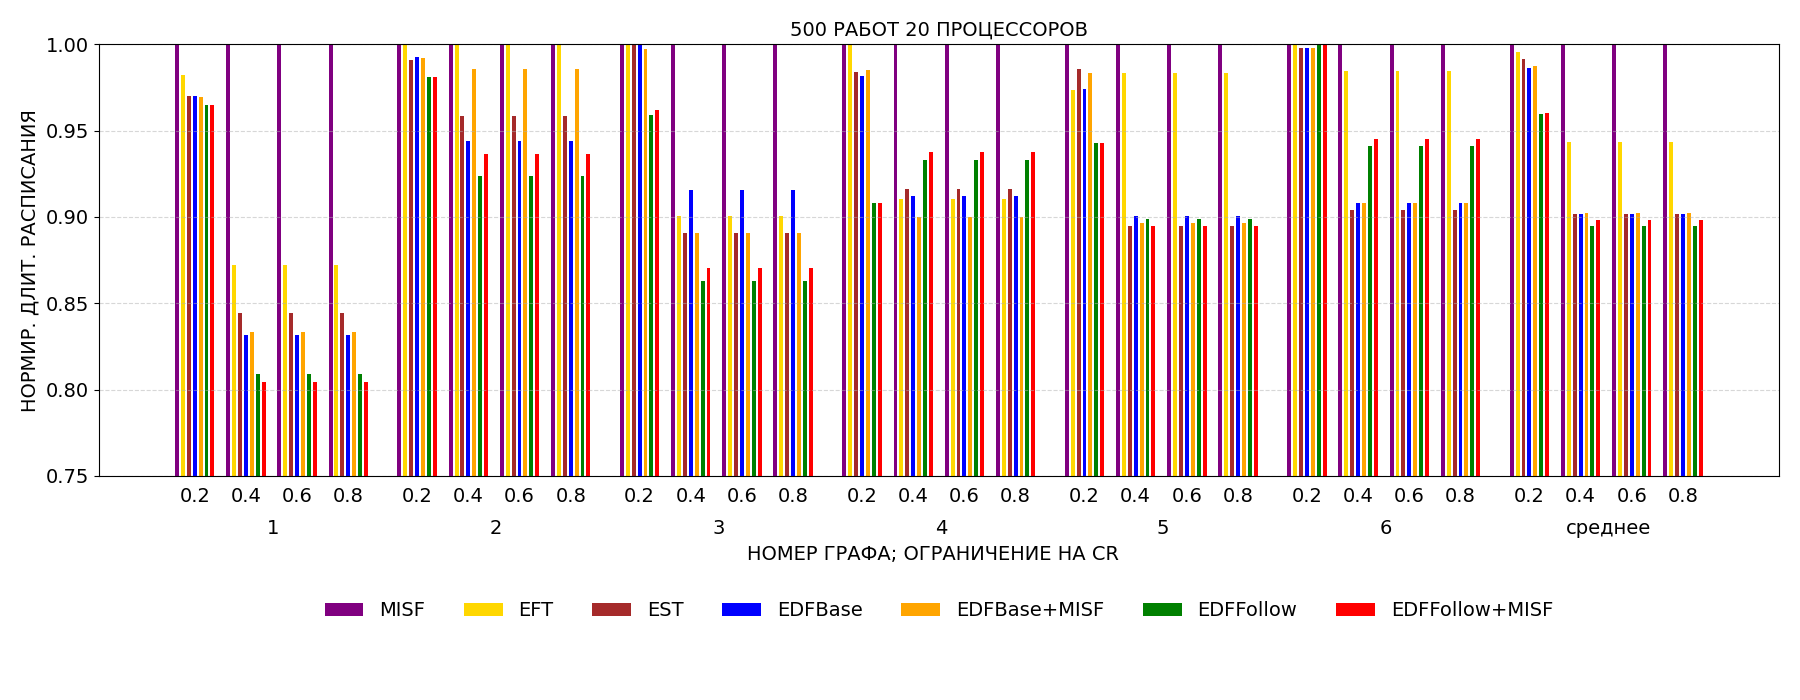 500 РАБОТ 20 ПРОЦЕССОРОВ
НОРМИР. ДЛИТ. РАСПИСАНИЯ
1.00
0.95
0.90
0.85
0.80
0.75
0.2 0.4 0.6 0.8 0.2 0.4 0.6 0.8 0.2 0.4 0.6 0.8 0.2 0.4 0.6 0.8 0.2 0.4 0.6 0.8 0.2 0.4 0.6 0.8 0.2 0.4 0.6 0.8
1 2 3 4 5 6 среднее
НОМЕР ГРАФА; ОГРАНИЧЕНИЕ НА CR
MISF EFT EST EDFBase EDFBase+MISF EDFFollow EDFFollow+MISF